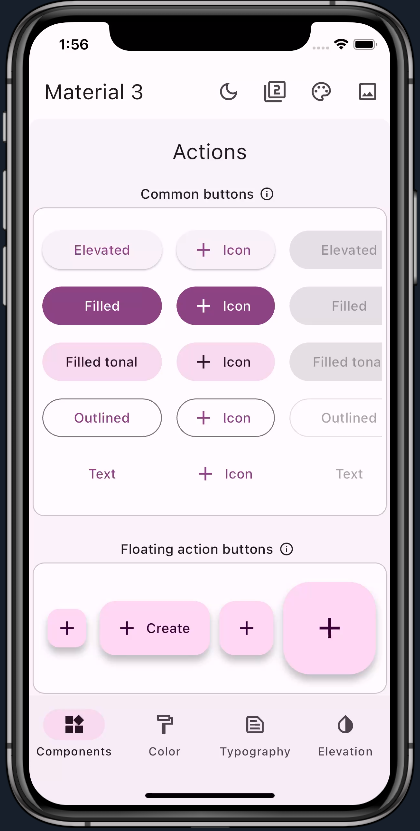 1:56
Material 3
2
Actions
Common buttons
Elevated Icon Elevated
Filled Icon Filled
Filled tonal Icon Filled tona
Outlined Icon Outlined
Text Icon Text
Floating action buttons
Create
Components Color Typography Elevation